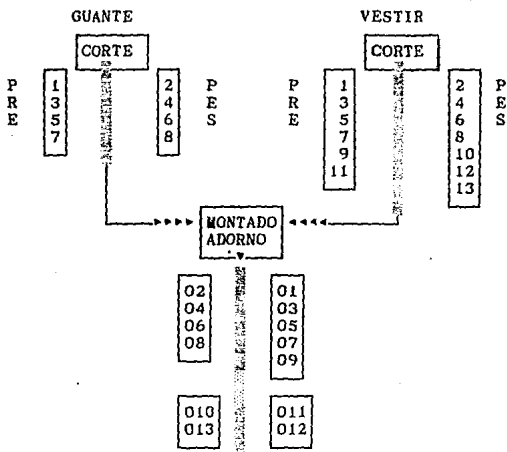 GUANTE VESTIR
CORTE CORTE
P 1 2 P P 1 2 P
R 3 4 E R 3 4 E
E 5 6 S E 5 6 S
7 8 7 8
9 10
11 12
13
MONTADO
ADORNO
02 01
04 03
06 05
08 07
09
010 011
013 012